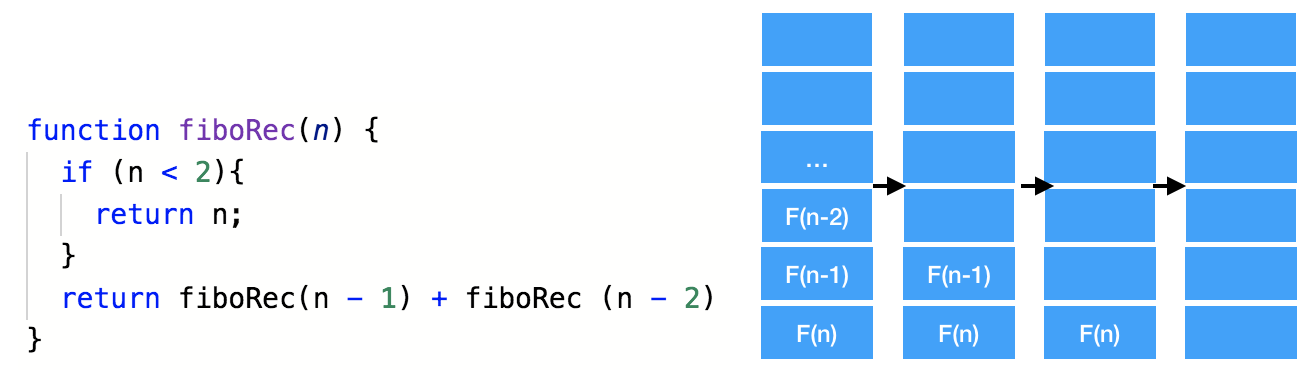 function fiboRec(n) {
if (n < 2){
return n;
}
return fiboRec(n - 1) + fiboRec (n - 2)
}
...
F(n-2)
F(n-1) F(n-1)
F(n) F(n) F(n)